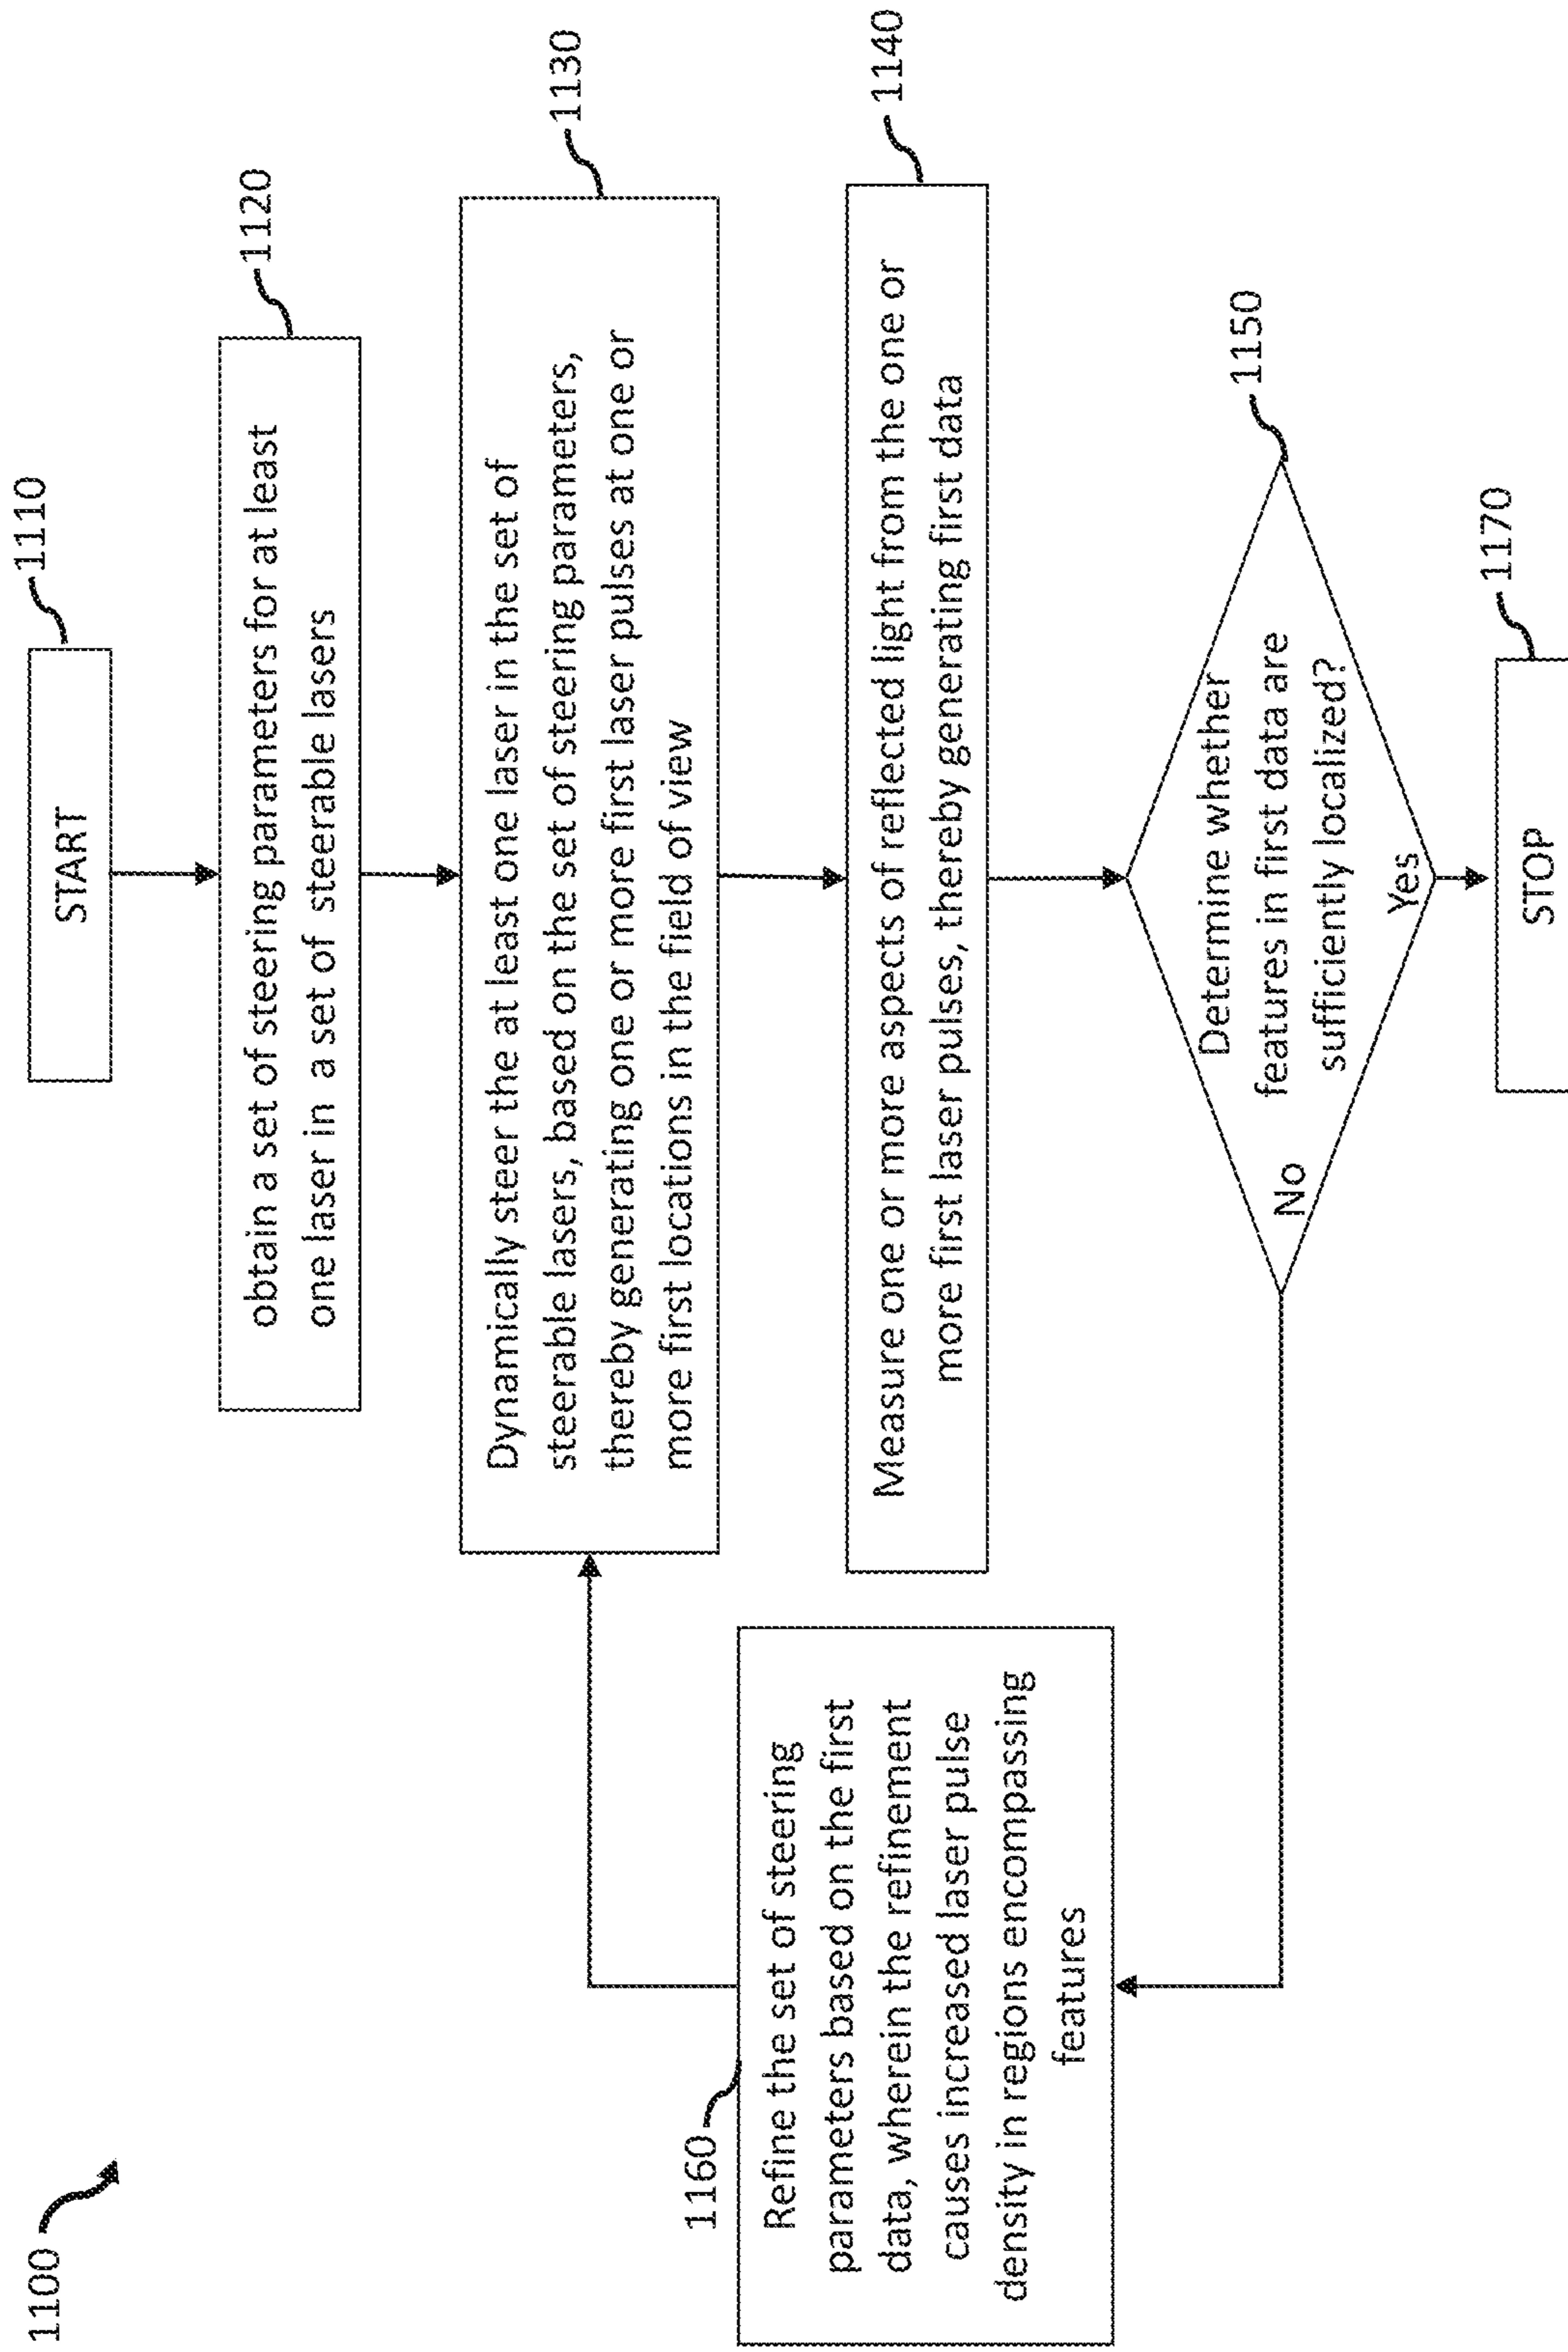 1100
START
1110
obtain a set of steering parameters for at least
one laser in a set of steerable lasers
1120
Dynamically steer the at least one laser in the set of
steerable lasers, based on the set of steering parameters,
thereby generating one or more first laser pulses at one or
more first locations in the field of view
1130
Measure one or more aspects of reflected light from the one or
more first laser pulses, thereby generating first data
1140
Determine whether
features in first data are
sufficiently localized?
No
Yes
1150
1160
Refine the set of steering
parameters based on the first
data, wherein the refinement
causes increased laser pulse
density in regions encompassing
features
STOP
1170